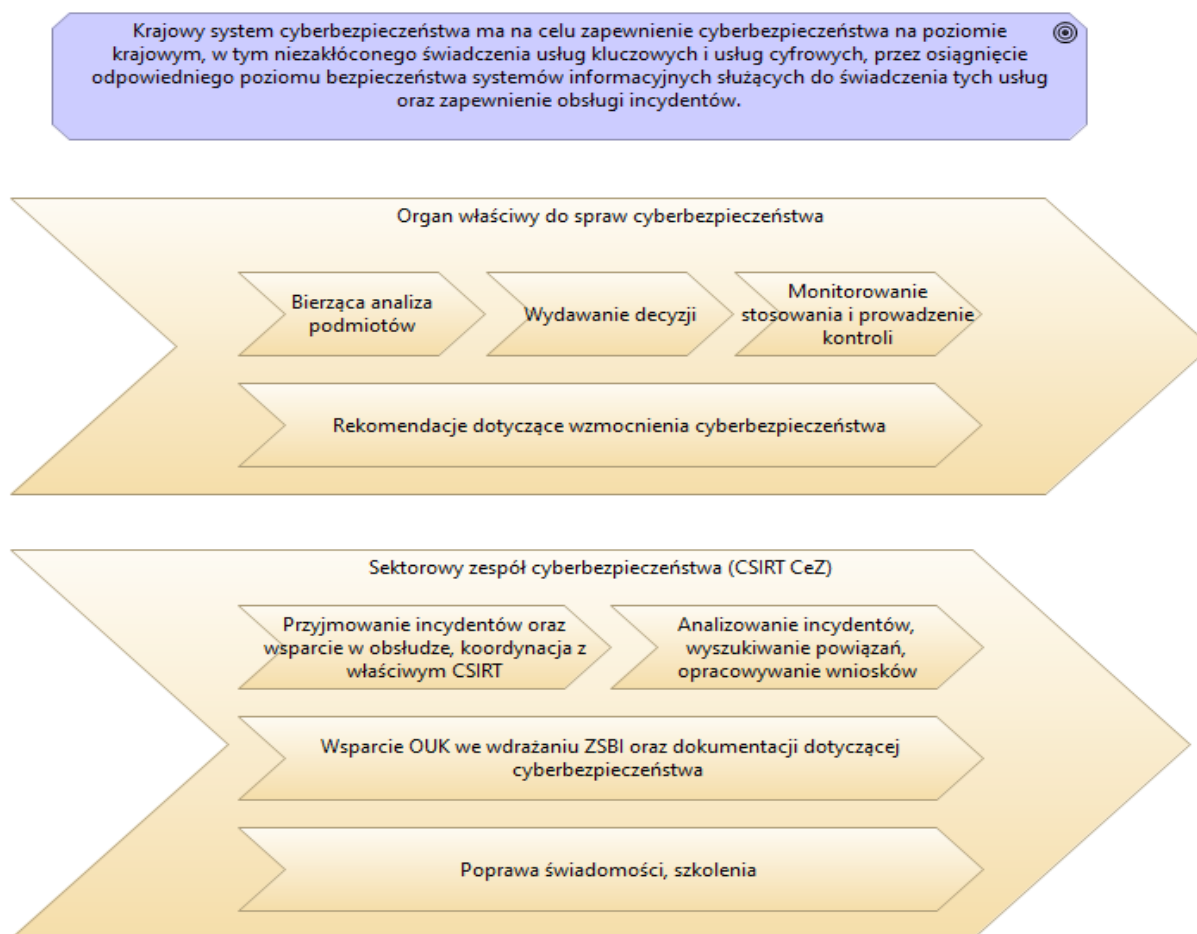 Krajowy system cyberbezpieczeństwa ma na celu zapewnienie cyberbezpieczeństwa na poziomie
krajowym, w tym niezakłóconego świadczenia usług kluczowych i usług cyfrowych, przez osiągnięcie
odpowiedniego poziomu bezpieczeństwa systemów informacyjnych służących do świadczenia tych usług
oraz zapewnienie obsługi incydentów.
Organ właściwy do spraw cyberbezpieczeństwa
Bierząca analiza
podmiotów
Wydawanie decyzji
Monitorowanie
stosowania i prowadzenie
kontroli
Rekomendacje dotyczące wzmocnienia cyberbezpieczeństwa
Sektorowy zespół cyberbezpieczeństwa (CSIRT CeZ)
Przyjmowanie incydentów oraz
wsparcie w obsłudze, koordynacja z
właściwym CSIRT
Analizowanie incydentów,
wyszukiwanie powiązań,
opracowywanie wniosków
Wsparcie OUK we wdrażaniu ZSBI oraz dokumentacji dotyczącej
cyberbezpieczeństwa
Poprawa świadomości, szkolenia